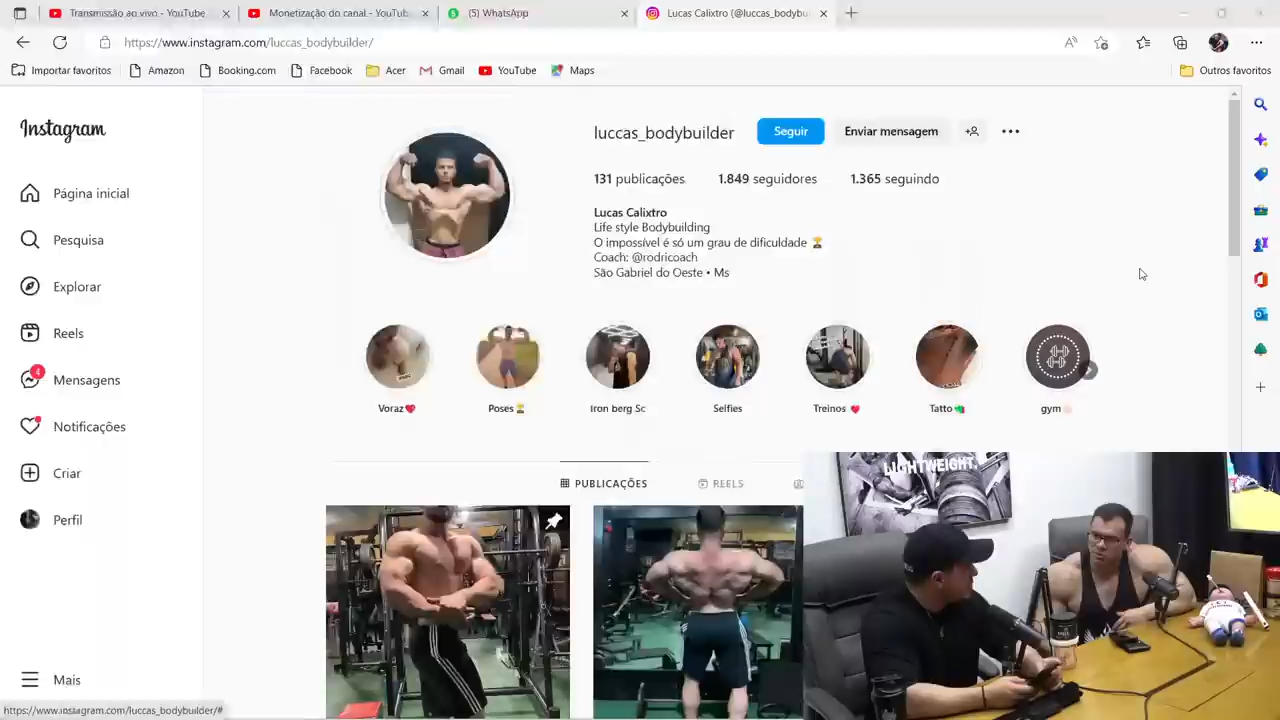 Transmissão ao vivo - YouTube
Monetização do canal - YouTub
(5) WhatsApp
Lucas Calixtro (@luccas_bodybu
https://www.instagram.com/luccas_bodybuilder/
Importar favoritos
Amazon
Booking.com
Facebook
Acer
Gmail
YouTube
Maps
Outros favoritos
Instagram
Página inicial
Pesquisa
Explorar
Reels
4
Mensagens
Notificações
Criar
Perfil
Mais
luccas_bodybuilder
Seguir
Enviar mensagem
131 publicações
1.849 seguidores
1.365 seguindo
Lucas Calixtro
Life style Bodybuilding
O impossível é só um grau de dificuldade
Coach: @rodricoach
São Gabriel do Oeste • Ms
Voraz
Poses
Iron berg Sc
Selfies
Treinos
Tatto
gym
PUBLICAÇÕES
REELS
LIGHTWEIGHT.
https://www.instagram.com/luccas_bodybuilder/#